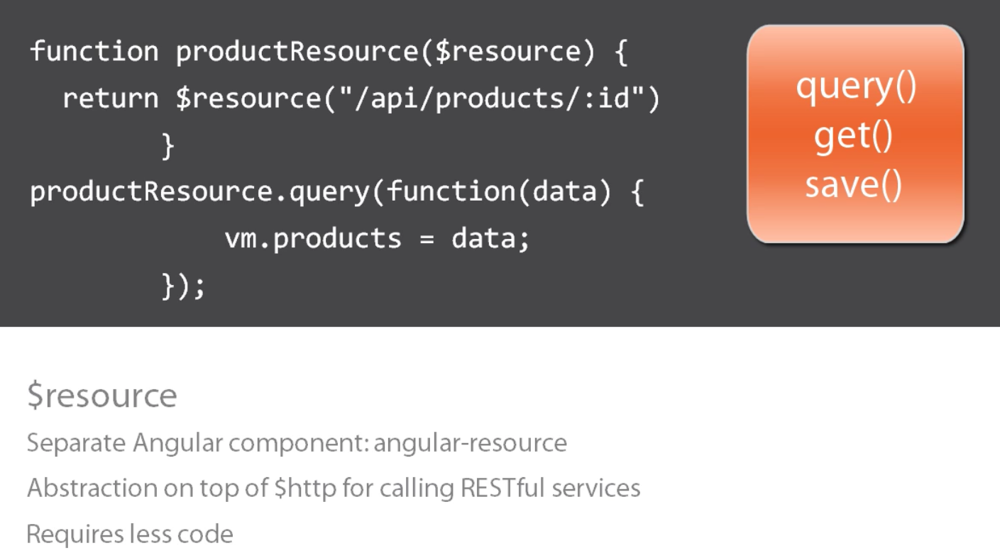 function productResource($resource) {
return $resource("/api/products/:id")
}
productResource.query(function(data) {
vm.products = data;
});
query()
get()
save()
$resource
Separate Angular component: angular-resource
Abstraction on top of $http for calling RESTful services
Requires less code